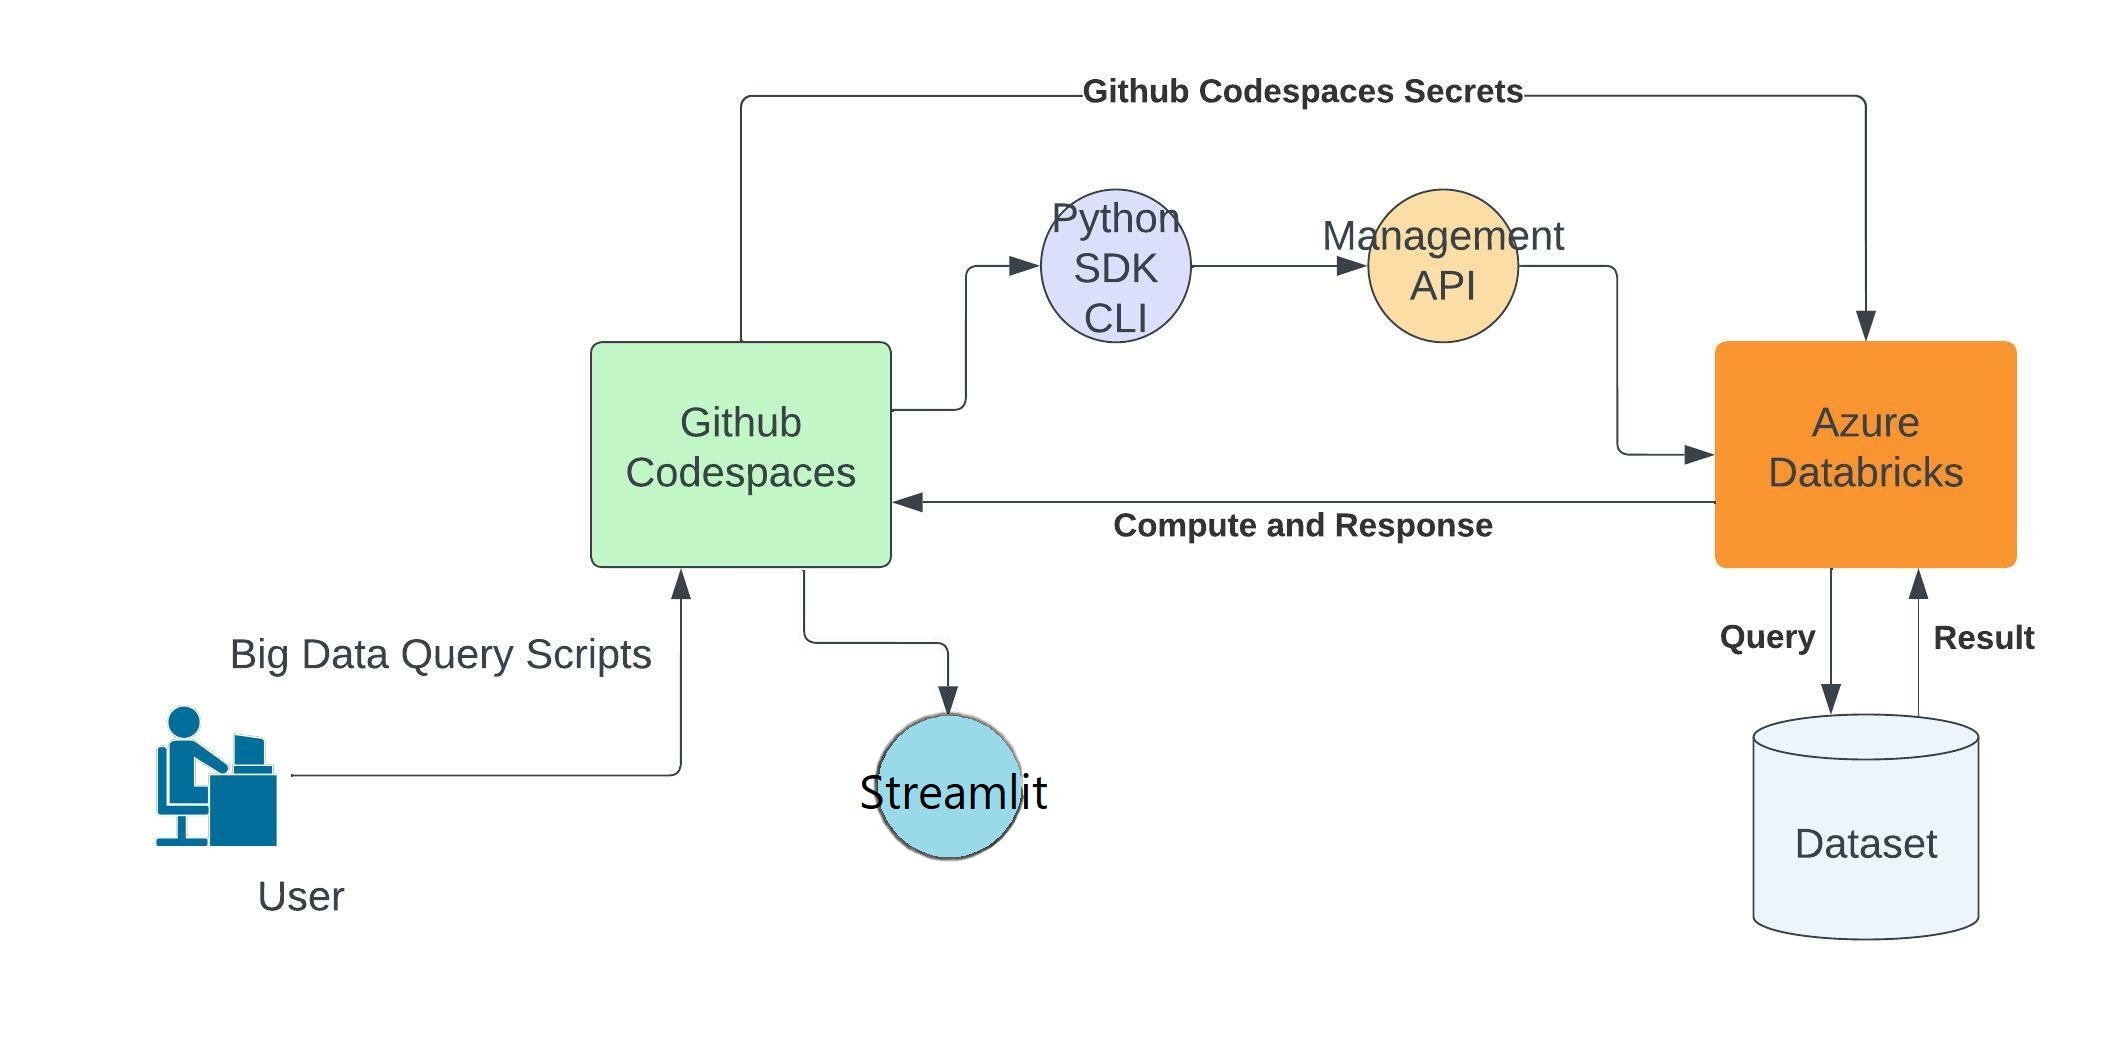 Github Codespaces Secrets
Python
SDK
CLI
Management
API
Github
Codespaces
Azure
Databricks
Compute and Response
Big Data Query Scripts
Query
Result
Streamlit
Dataset
User